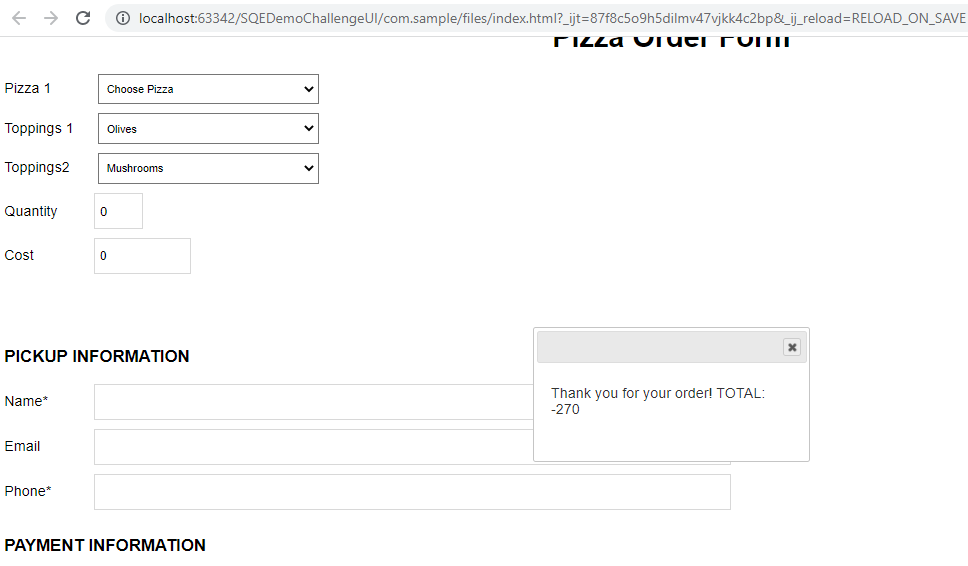 localhost:63342/SQEDemoChallengeUI/com.sample/files/index.html?_ijt=87f8c5o9h5dilmv47vjkk4c2bp&_ij_reload=RELOAD_ON_SAVE
Pizza Order Form
Pizza 1 Choose Pizza
Toppings 1 Olives
Toppings2 Mushrooms
Quantity 0
Cost 0
PICKUP INFORMATION
Name*
Email
Phone*
Thank you for your order! TOTAL:
-270
PAYMENT INFORMATION